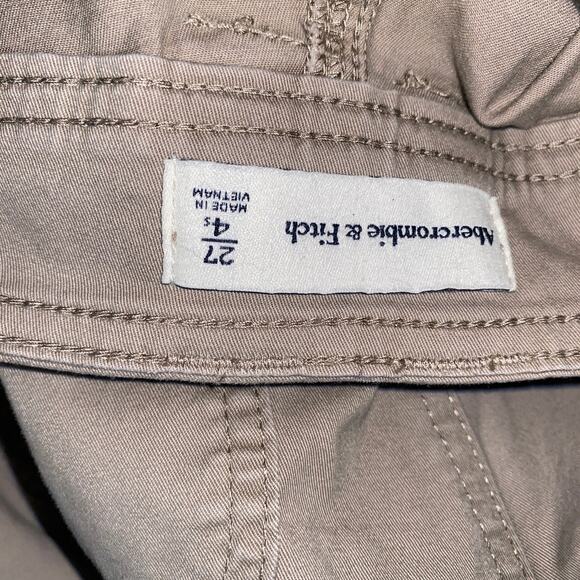 Abercrombie & Fitch
27
4s
MADE IN
VIETNAM